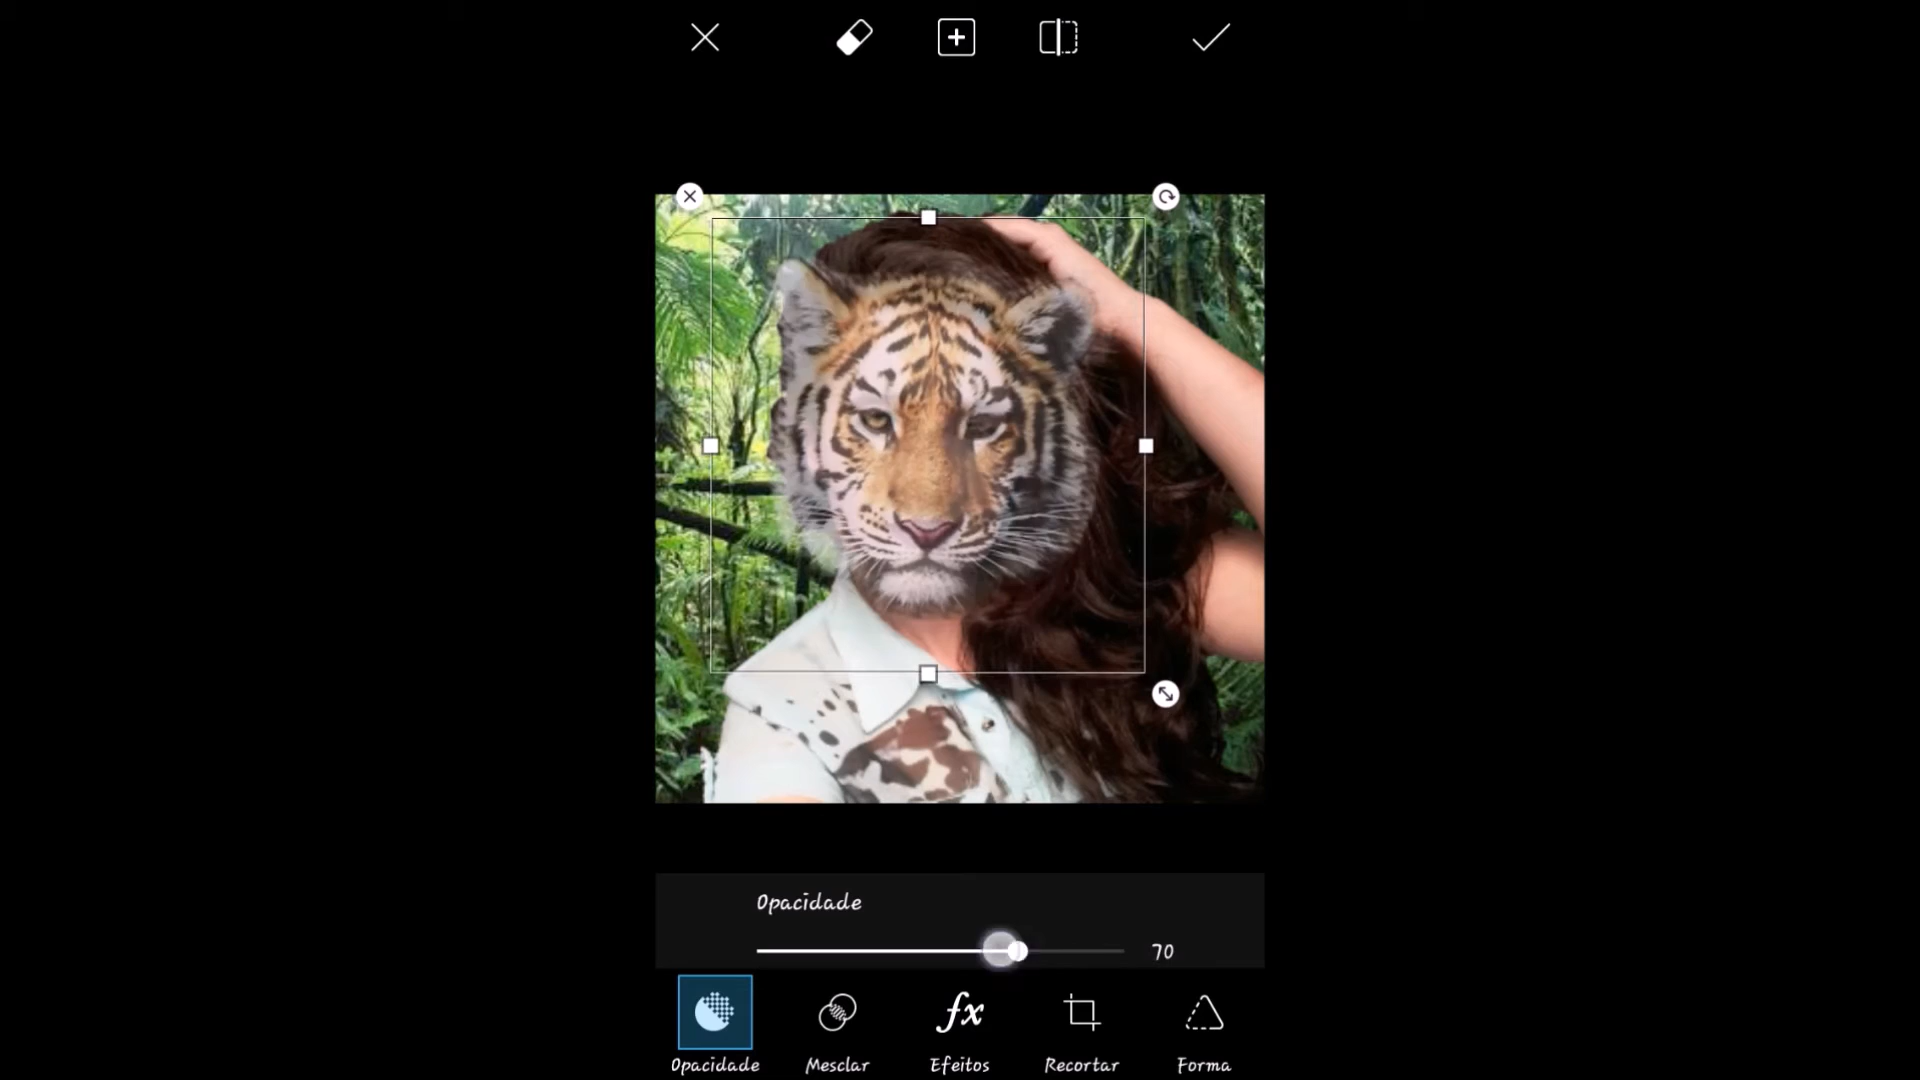 Opacidade
70
Opacidade
Mesclar
fx
Efeitos
Recortar
Forma